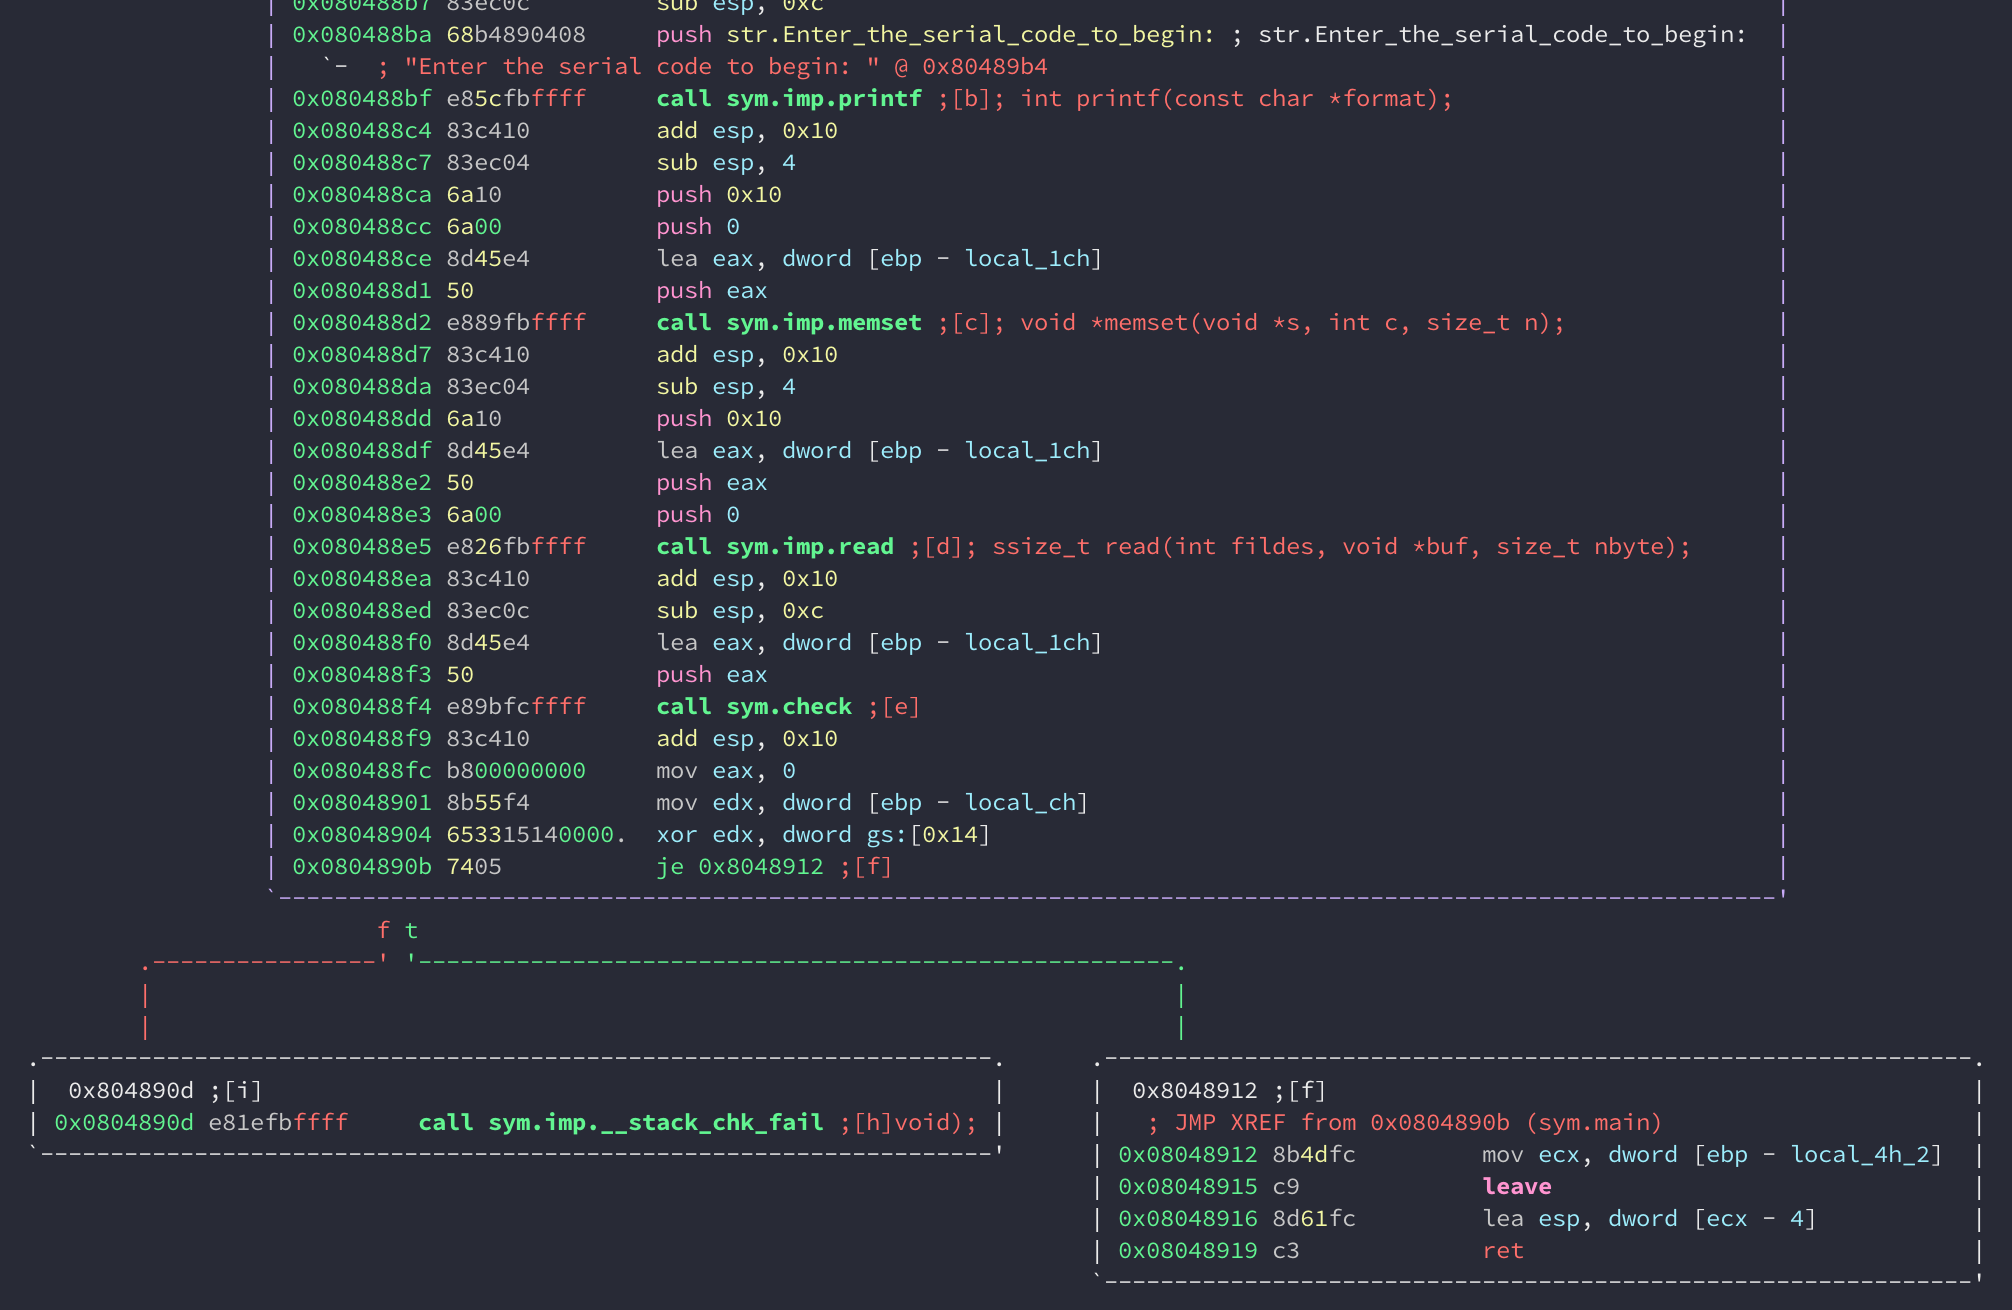 | 0x080488b7 83ec0c         sub esp, 0xc |
| 0x080488ba 68b4890408     push str.Enter_the_serial_code_to_begin: ; str.Enter_the_serial_code_to_begin: |
|   `-  ; "Enter the serial code to begin: " @ 0x80489b4 |
| 0x080488bf e85cfbffff     call sym.imp.printf ;[b]; int printf(const char *format); |
| 0x080488c4 83c410         add esp, 0x10 |
| 0x080488c7 83ec04         sub esp, 4 |
| 0x080488ca 6a10           push 0x10 |
| 0x080488cc 6a00           push 0 |
| 0x080488ce 8d45e4         lea eax, dword [ebp - local_1ch] |
| 0x080488d1 50             push eax |
| 0x080488d2 e889fbffff     call sym.imp.memset ;[c]; void *memset(void *s, int c, size_t n); |
| 0x080488d7 83c410         add esp, 0x10 |
| 0x080488da 83ec04         sub esp, 4 |
| 0x080488dd 6a10           push 0x10 |
| 0x080488df 8d45e4         lea eax, dword [ebp - local_1ch] |
| 0x080488e2 50             push eax |
| 0x080488e3 6a00           push 0 |
| 0x080488e5 e826fbffff     call sym.imp.read ;[d]; ssize_t read(int fildes, void *buf, size_t nbyte); |
| 0x080488ea 83c410         add esp, 0x10 |
| 0x080488ed 83ec0c         sub esp, 0xc |
| 0x080488f0 8d45e4         lea eax, dword [ebp - local_1ch] |
| 0x080488f3 50             push eax |
| 0x080488f4 e89bfcffff     call sym.check ;[e] |
| 0x080488f9 83c410         add esp, 0x10 |
| 0x080488fc b800000000     mov eax, 0 |
| 0x08048901 8b55f4         mov edx, dword [ebp - local_ch] |
| 0x08048904 653315140000.  xor edx, dword gs:[0x14] |
| 0x0804890b 7405           je 0x8048912 ;[f] |
f t
| 0x804890d ;[i] |
| 0x0804890d e81efbffff     call sym.imp.__stack_chk_fail ;[h]void); |
| 0x8048912 ;[f] |
| ; JMP XREF from 0x0804890b (sym.main) |
| 0x08048912 8b4dfc         mov ecx, dword [ebp - local_4h_2] |
| 0x08048915 c9             leave |
| 0x08048916 8d61fc         lea esp, dword [ecx - 4] |
| 0x08048919 c3             ret |